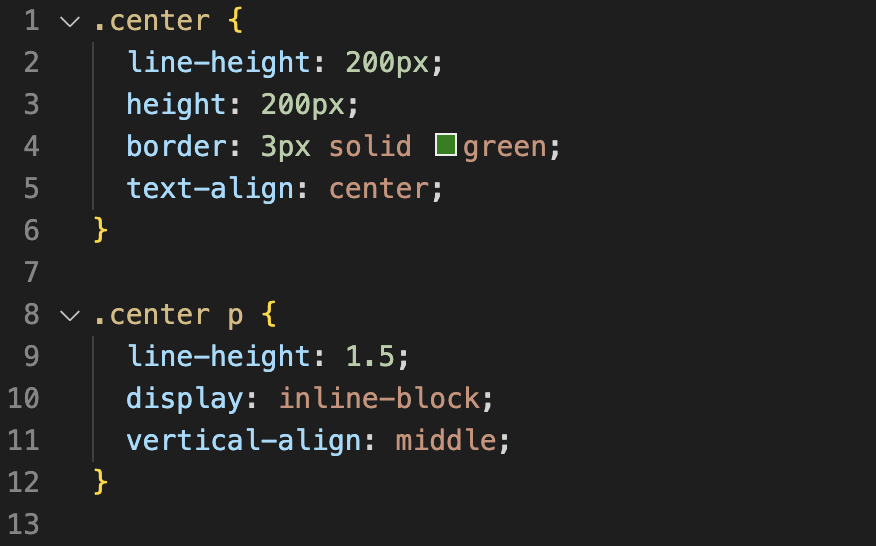 1 .center {
2 line-height: 200px;
3 height: 200px;
4 border: 3px solid green;
5 text-align: center;
6 }
7
8 .center p {
9 line-height: 1.5;
10 display: inline-block;
11 vertical-align: middle;
12 }
13